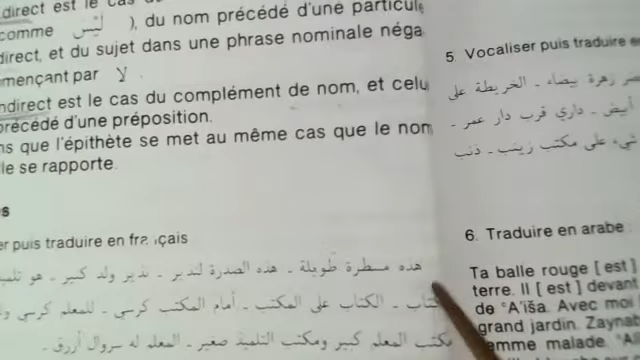 direct est le cas d
comme ليْس ), du nom précédé d'une particul
direct, et du sujet dans une phrase nominale néga
mençant par لا
ndirect est le cas du complément de nom, et celu
précédé d'une préposition.
ns que l'épithète se met au même cas que le nom
le se rapporte.
s
er puis traduire en français
هذه مسطرة طويلة ـ هذه الصدرة لنذير ـ نذير ولد كبير ـ هو تلميذ
كتاب ـ الكتاب على المكتب ـ أمام المكتب كرسي ـ للمعلم كرسي
مكتب المعلم كبير ومكتب التلميذ صغير ـ المعلم له سروال أزرق ـ
5. Vocaliser puis traduire e
زهرة بيضاء ـ الخريطة على
أبيض ـ داري قرب دار عمر ـ
على مكتب زينب ـ ذنب
6. Traduire en arabe :
Ta balle rouge [ est ]
terre. Il [ est ] devant
de °A'iša. Avec moi
grand jardin. Zaynab
emme malade. °A